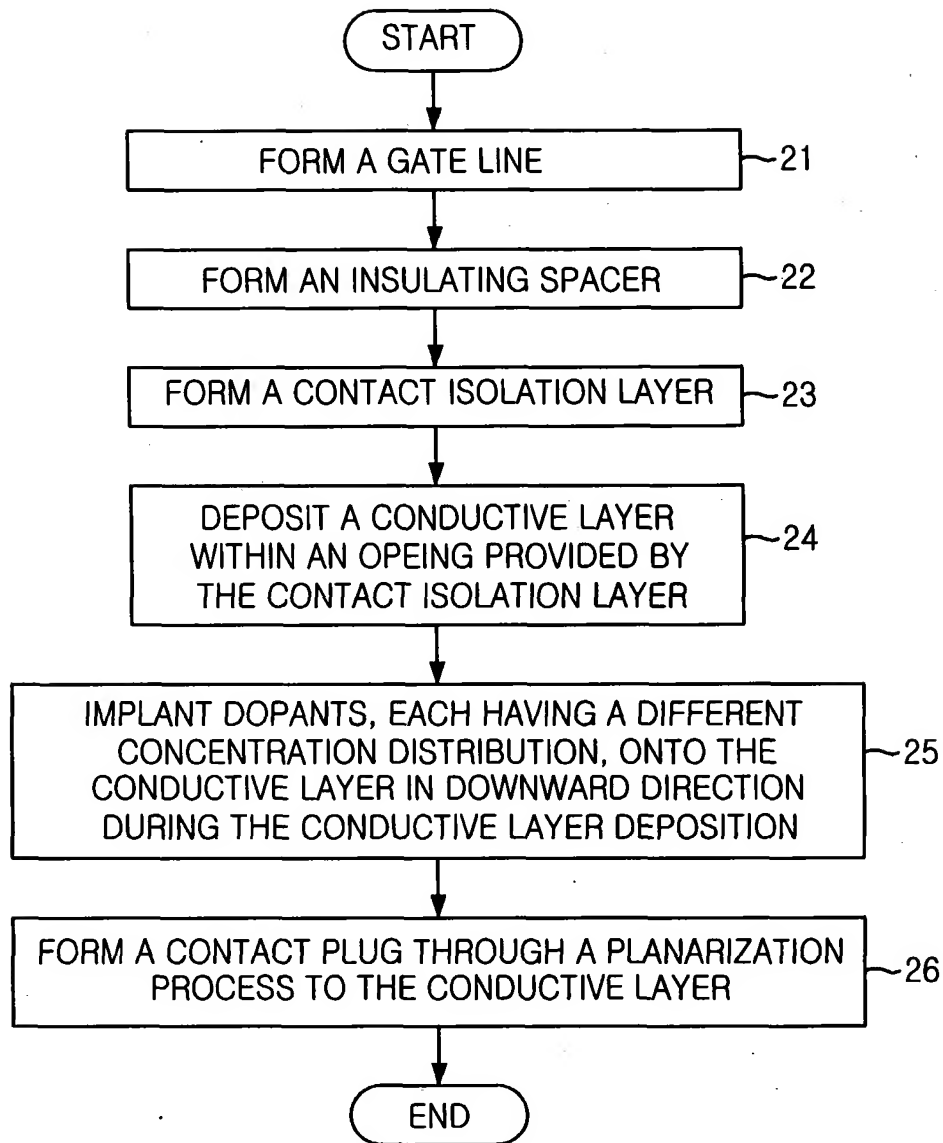 START
FORM A GATE LINE
21
FORM AN INSULATING SPACER
22
FORM A CONTACT ISOLATION LAYER
23
DEPOSIT A CONDUCTIVE LAYER
WITHIN AN OPEING PROVIDED BY
THE CONTACT ISOLATION LAYER
24
IMPLANT DOPANTS, EACH HAVING A DIFFERENT
CONCENTRATION DISTRIBUTION, ONTO THE
CONDUCTIVE LAYER IN DOWNWARD DIRECTION
DURING THE CONDUCTIVE LAYER DEPOSITION
25
FORM A CONTACT PLUG THROUGH A PLANARIZATION
PROCESS TO THE CONDUCTIVE LAYER
26
END